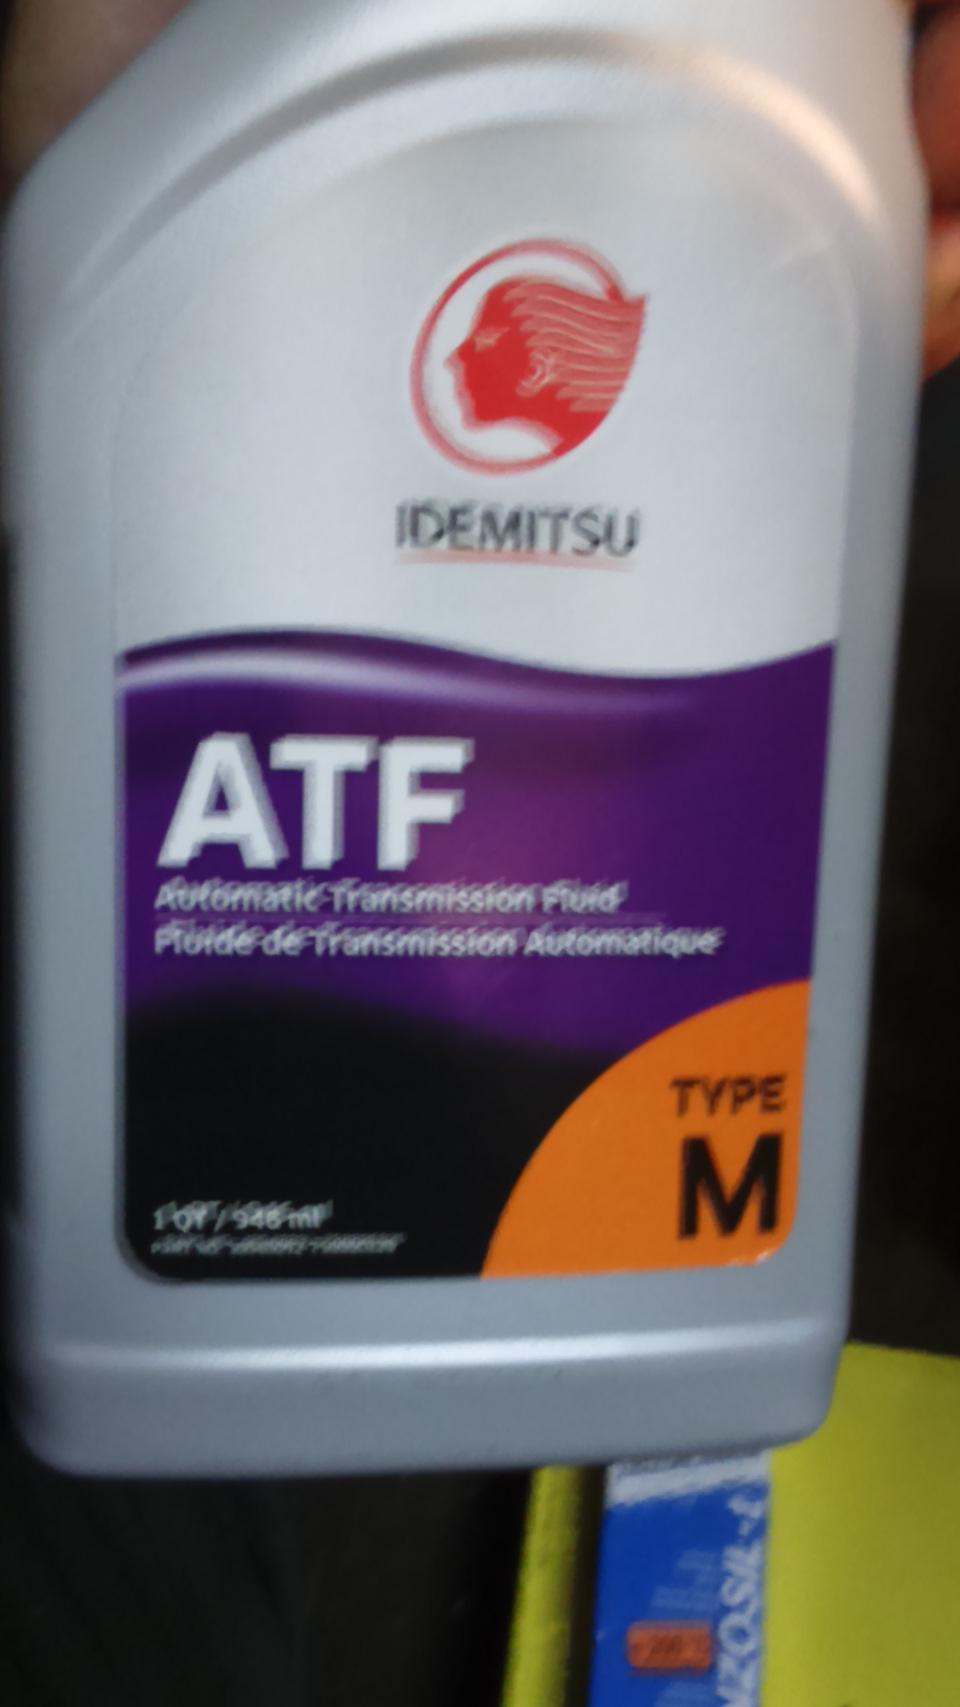 IDEMITSU
ATF
Automatic Transmission Fluid
Fluide de Transmission Automatique
TYPE
M
1 QT / 946 ml